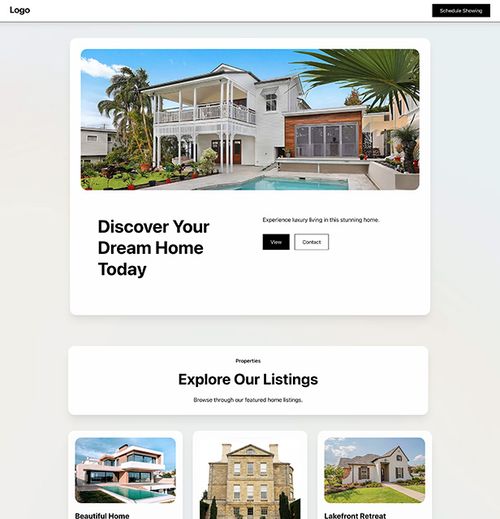 Logo
Schedule Showing
Discover Your
Dream Home
Today
Experience luxury living in this stunning home.
View
Contact
Properties
Explore Our Listings
Browse through our featured home listings.
Beautiful Home
Lakefront Retreat